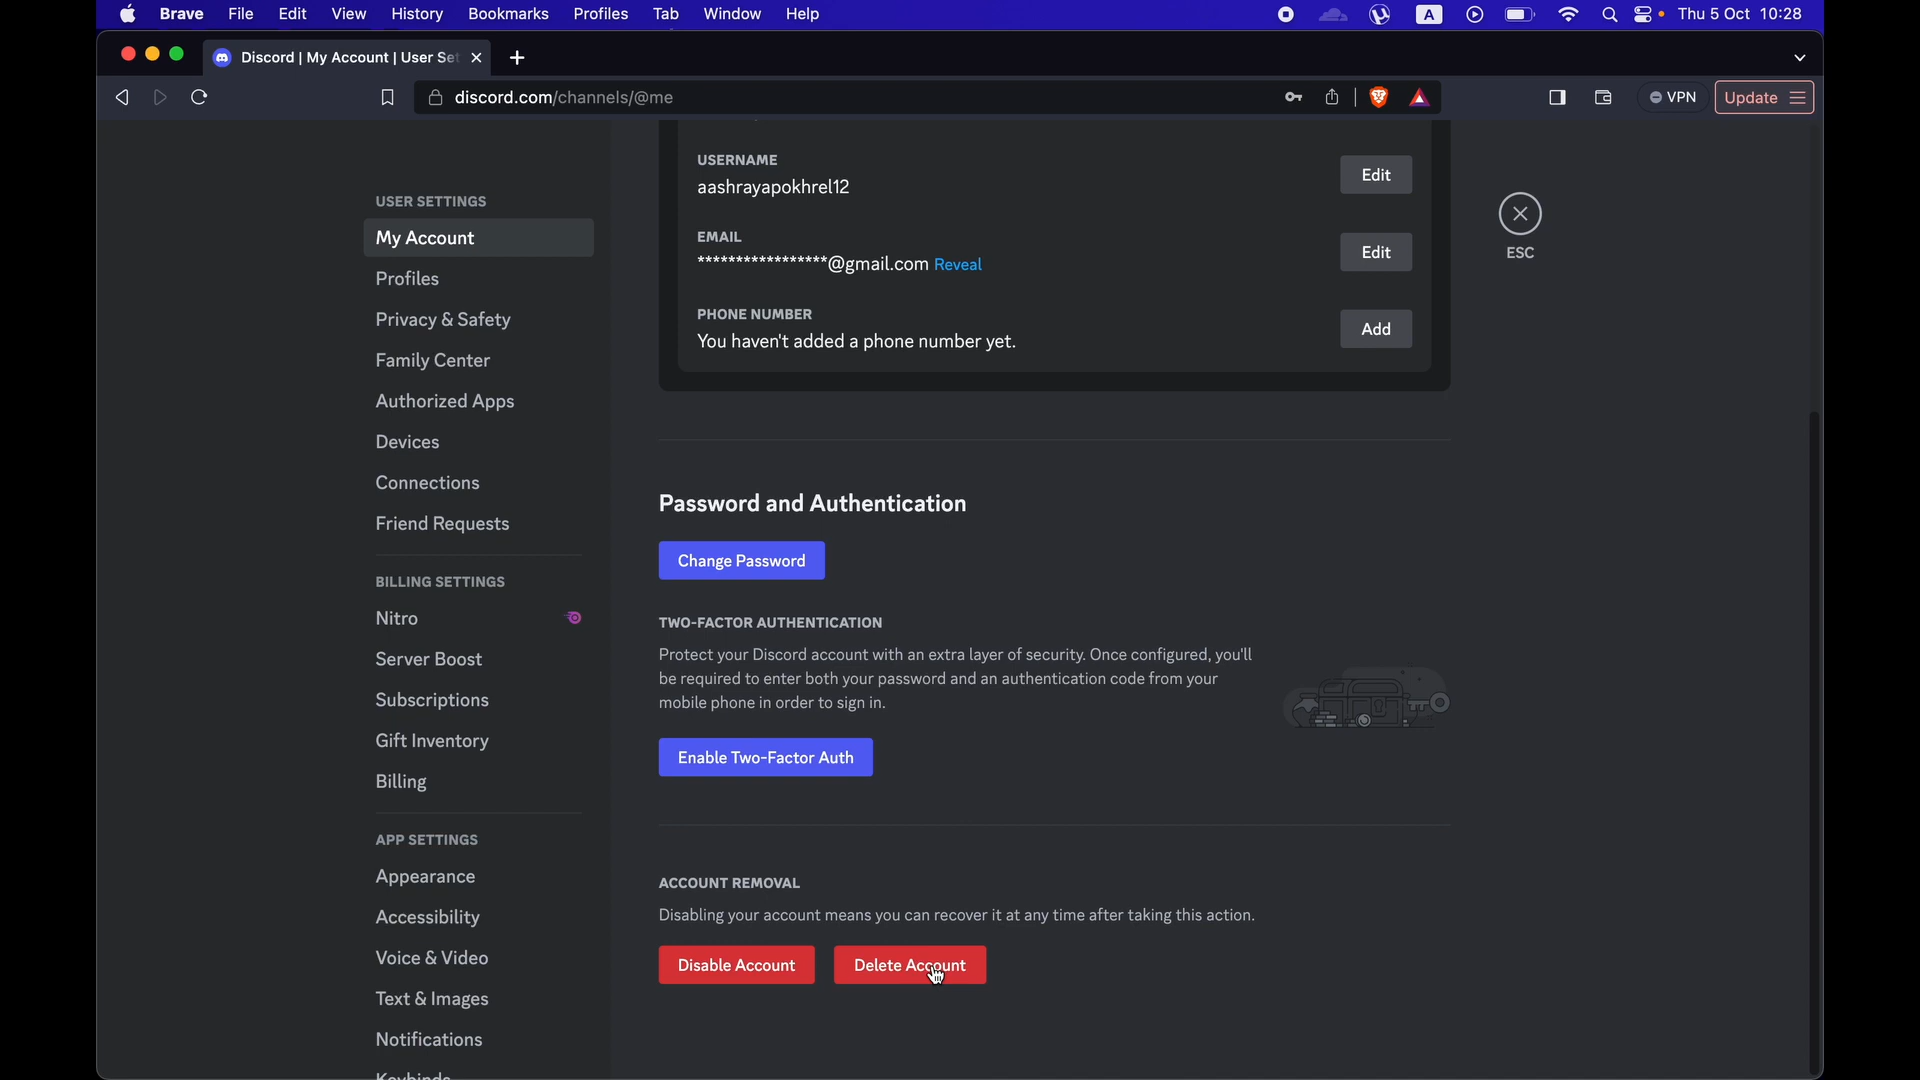 Brave File Edit View History Bookmarks Profiles Tab Window Help A Thu 5 Oct 10:28
Discord | My Account | User Set
discord.com/channels/@me VPN Update
USER SETTINGS
My Account
Profiles
Privacy & Safety
Family Center
Authorized Apps
Devices
Connections
Friend Requests
BILLING SETTINGS
Nitro
Server Boost
Subscriptions
Gift Inventory
Billing
APP SETTINGS
Appearance
Accessibility
Voice & Video
Text & Images
Notifications
Keybinds
USERNAME
aashrayapokhrel12
Edit
EMAIL
*****************@gmail.com Reveal
Edit
PHONE NUMBER
You haven't added a phone number yet.
Add
ESC
Password and Authentication
Change Password
TWO-FACTOR AUTHENTICATION
Protect your Discord account with an extra layer of security. Once configured, you'll
be required to enter both your password and an authentication code from your
mobile phone in order to sign in.
Enable Two-Factor Auth
ACCOUNT REMOVAL
Disabling your account means you can recover it at any time after taking this action.
Disable Account Delete Account